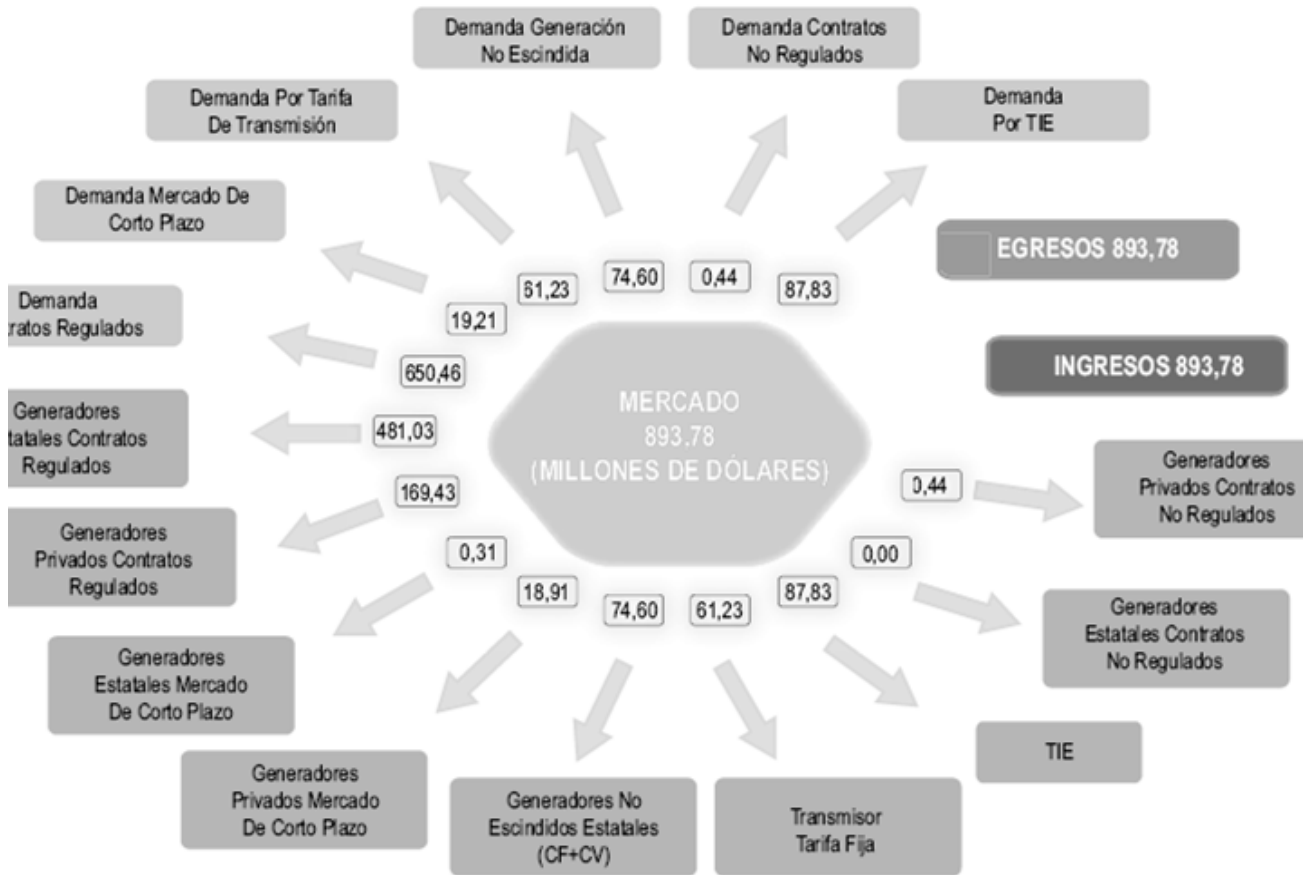 Demanda Generación
No Escindida
Demanda Contratos
No Regulados
Demanda Por Tarifa
De Transmisión
Demanda
Por TIE
Demanda Mercado De
Corto Plazo
Demanda
tratos Regulados
Generadores
tatales Contratos
Regulados
Generadores
Privados Contratos
Regulados
Generadores
Estatales Mercado
De Corto Plazo
Generadores
Privados Mercado
De Corto Plazo
Generadores No
Escindidos Estatales
(CF+CV)
Transmisor
Tarifa Fija
TIE
Generadores
Estatales Contratos
No Regulados
Generadores
Privados Contratos
No Regulados
EGRESOS 893,78
INGRESOS 893,78
61,23
74,60
0,44
87,83
19,21
650,46
481,03
169,43
0,31
18,91
74,60
61,23
87,83
0,00
0,44
MERCADO
893.78
(MILLONES DE DÓLARES)